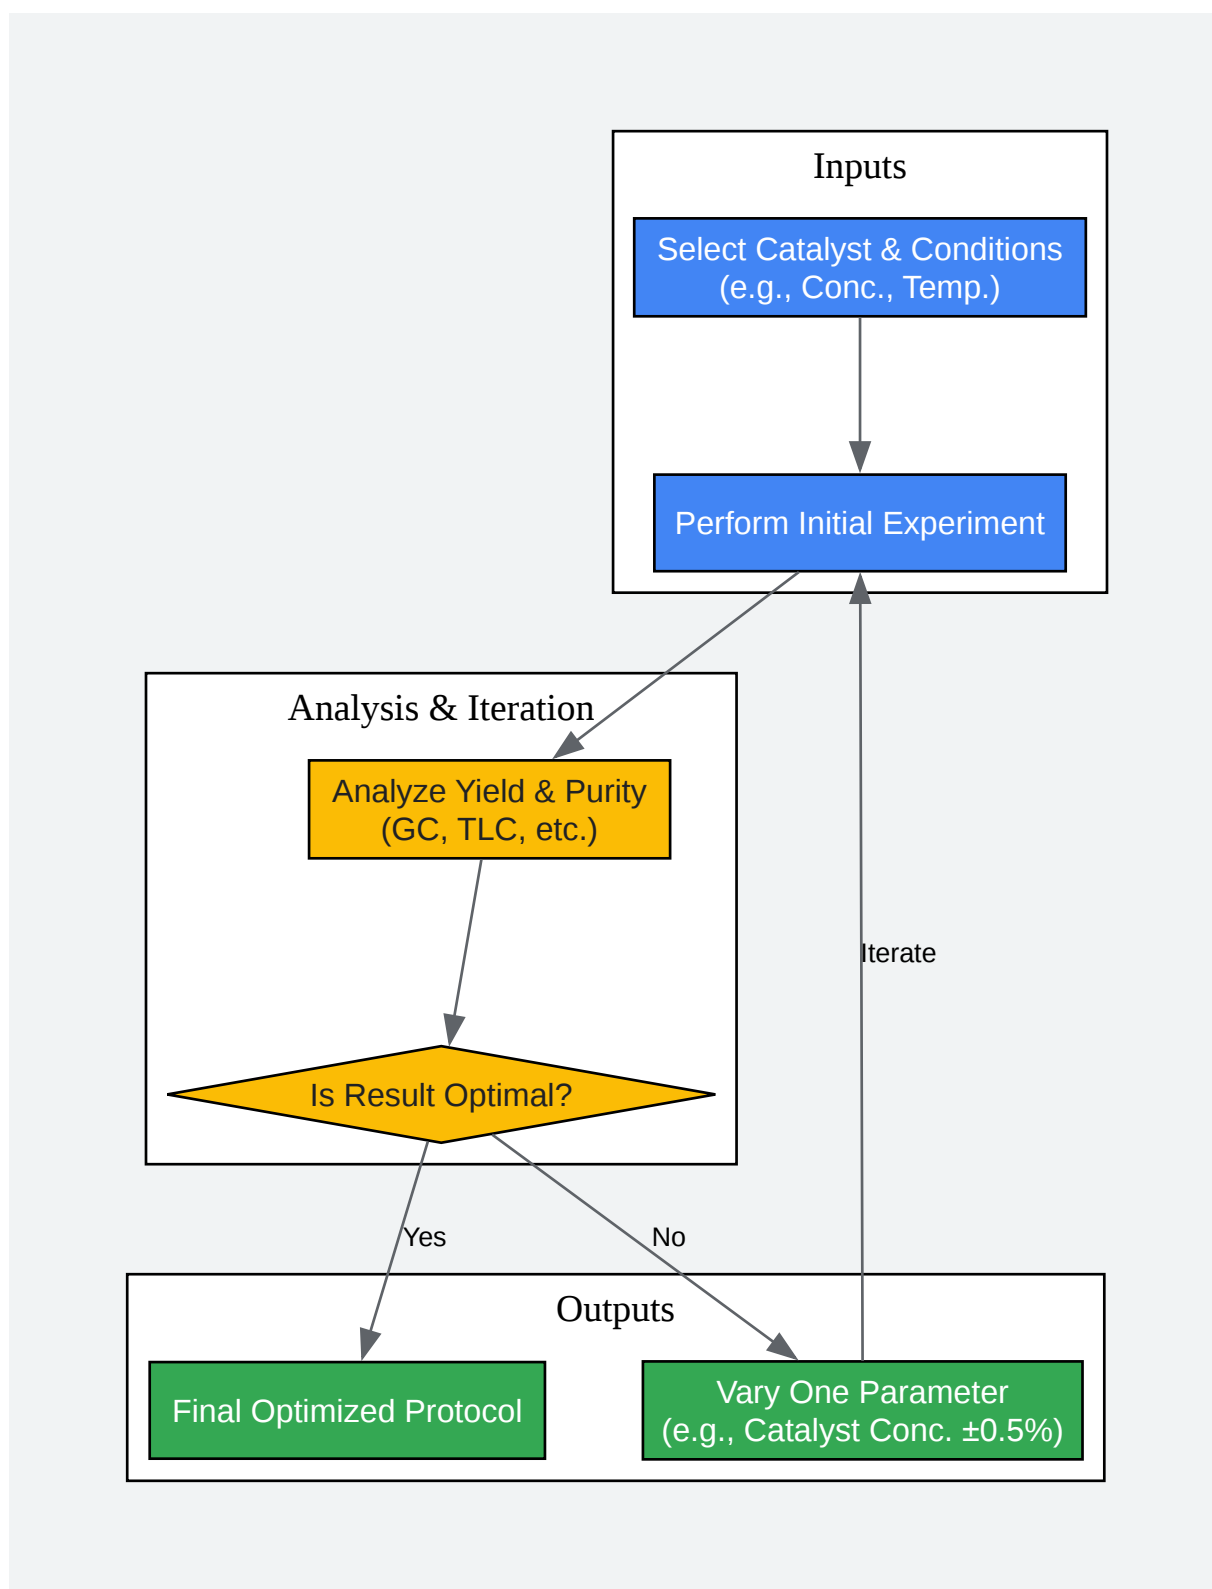 Inputs
Select Catalyst & Conditions
(e.g., Conc., Temp.)
Perform Initial Experiment
Analysis & Iteration
Analyze Yield & Purity
(GC, TLC, etc.)
Iterate
Is Result Optimal?
Yes
No
Outputs
Final Optimized Protocol
Vary One Parameter
(e.g., Catalyst Conc. ±0.5%)